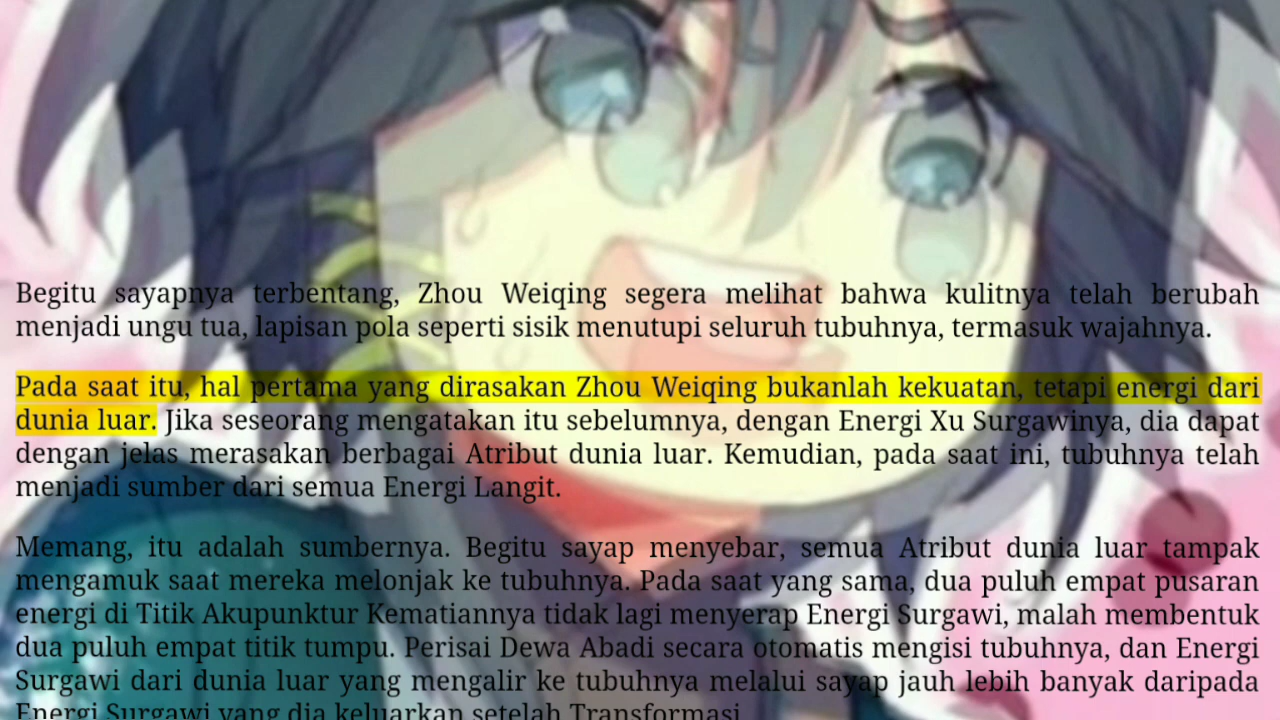 Begitu sayapnya terbentang, Zhou Weiqing segera melihat bahwa kulitnya telah berubah
menjadi ungu tua, lapisan pola seperti sisik menutupi seluruh tubuhnya, termasuk wajahnya.
Pada saat itu, hal pertama yang dirasakan Zhou Weiqing bukanlah kekuatan, tetapi energi dari
dunia luar. Jika seseorang mengatakan itu sebelumnya, dengan Energi Xu Surgawinya, dia dapat
dengan jelas merasakan berbagai Atribut dunia luar. Kemudian, pada saat ini, tubuhnya telah
menjadi sumber dari semua Energi Langit.
Memang, itu adalah sumbernya. Begitu sayap menyebar, semua Atribut dunia luar tampak
mengamuk saat mereka melonjak ke tubuhnya. Pada saat yang sama, dua puluh empat pusaran
energi di Titik Akupunktur Kematiannya tidak lagi menyerap Energi Surgawi, malah membentuk
dua puluh empat titik tumpu. Perisai Dewa Abadi secara otomatis mengisi tubuhnya, dan Energi
Surgawi dari dunia luar yang mengalir ke tubuhnya melalui sayap jauh lebih banyak daripada
Energi Surgawi yang dia keluarkan setelah Transformasi